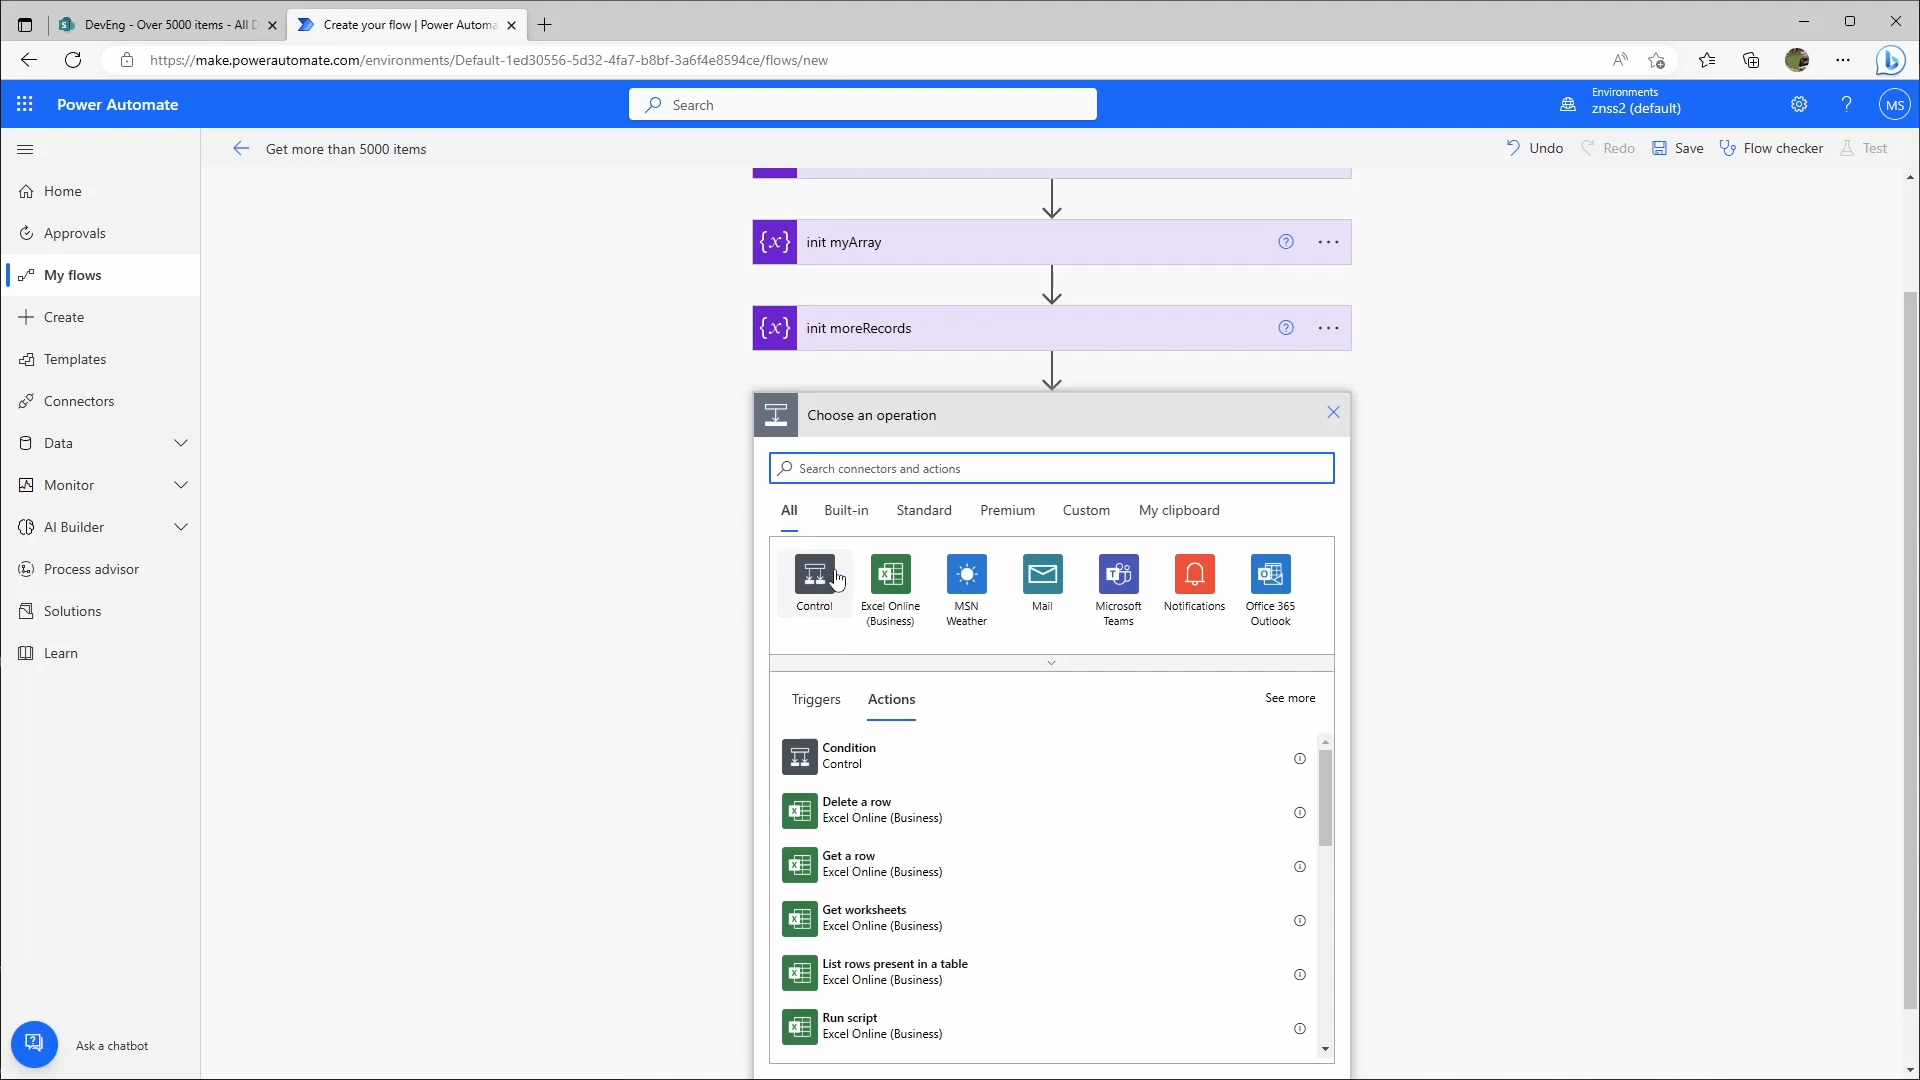 DevEng - Over 5000 items - All D
Create your flow | Power Automa
https://make.powerautomate.com/environments/Default-1ed30556-5d32-4fa7-b8bf-3a6f4e8594ce/flows/new
Power Automate
Search
Environments
znss2 (default)
MS
Get more than 5000 items
Undo
Redo
Save
Flow checker
Test
Home
Approvals
My flows
Create
Templates
Connectors
Data
Monitor
AI Builder
Process advisor
Solutions
Learn
Ask a chatbot
{x} init myArray
{x} init moreRecords
Choose an operation
Search connectors and actions
All
Built-in
Standard
Premium
Custom
My clipboard
Control
Excel Online
(Business)
MSN
Weather
Mail
Microsoft
Teams
Notifications
Office 365
Outlook
Triggers
Actions
See more
Condition
Control
Delete a row
Excel Online (Business)
Get a row
Excel Online (Business)
Get worksheets
Excel Online (Business)
List rows present in a table
Excel Online (Business)
Run script
Excel Online (Business)